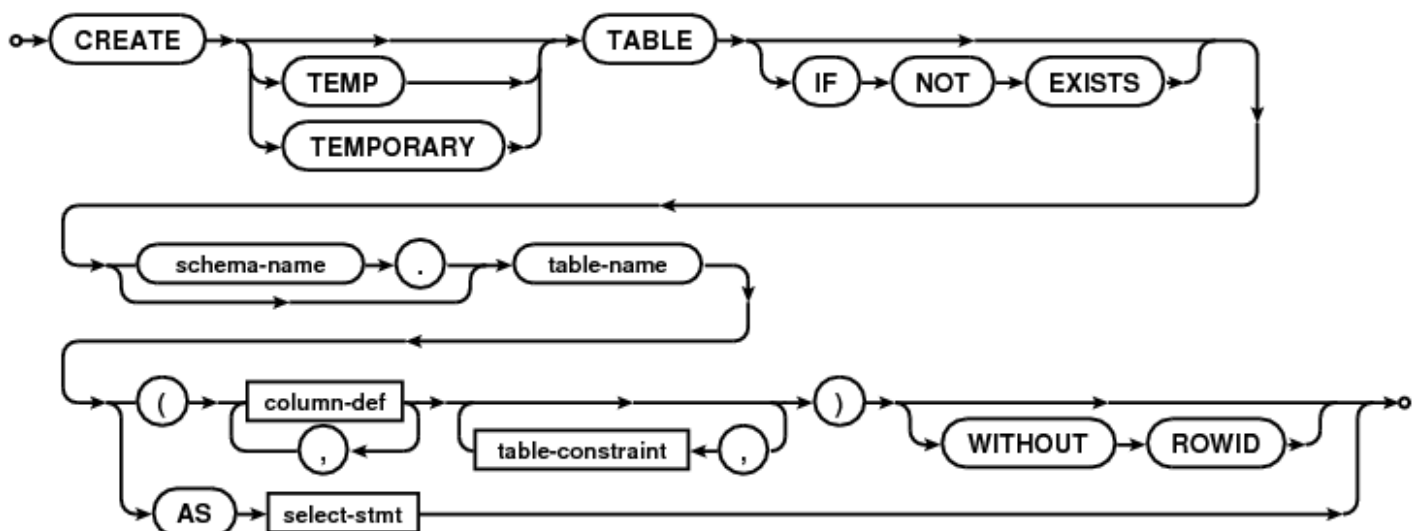 CREATE TABLE
TEMP IF NOT EXISTS
TEMPORARY
schema-name . table-name
( column-def )
, table-constraint , WITHOUT ROWID
AS select-stmt